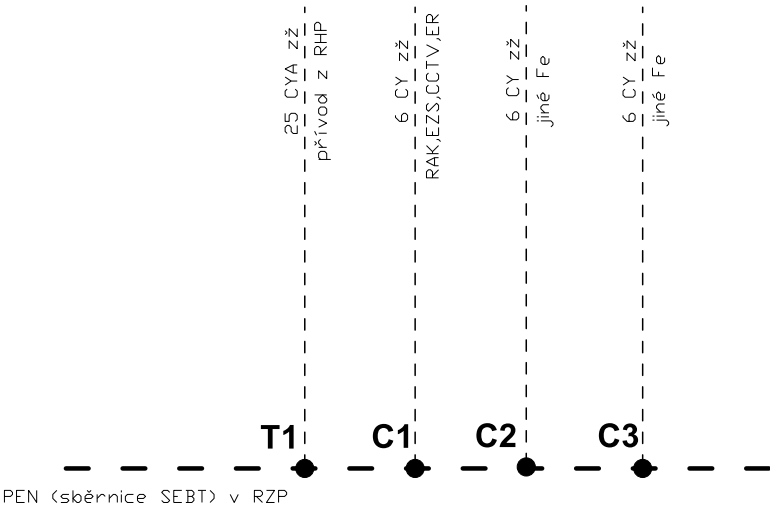 25 CYA zž
přívod z RHP
6 CY zž
RAK,EZS,CCTV,ER
6 CY zž
jiné Fe
6 CY zž
jiné Fe
T1
C1
C2
C3
PEN (sběrnice SEBT) v RZP